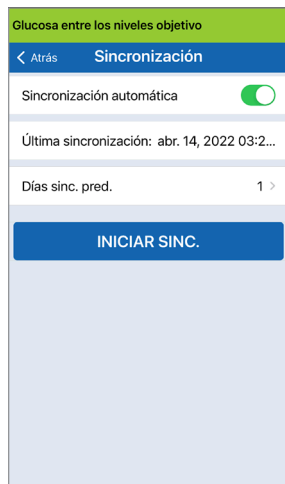 Glucosa entre los niveles objetivo
Atrás Sincronización
Sincronización automática
Última sincronización: abr. 14, 2022 03:2...
Días sinc. pred. 1
INICIAR SINC.